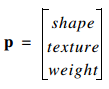 shape
p = texture
weight